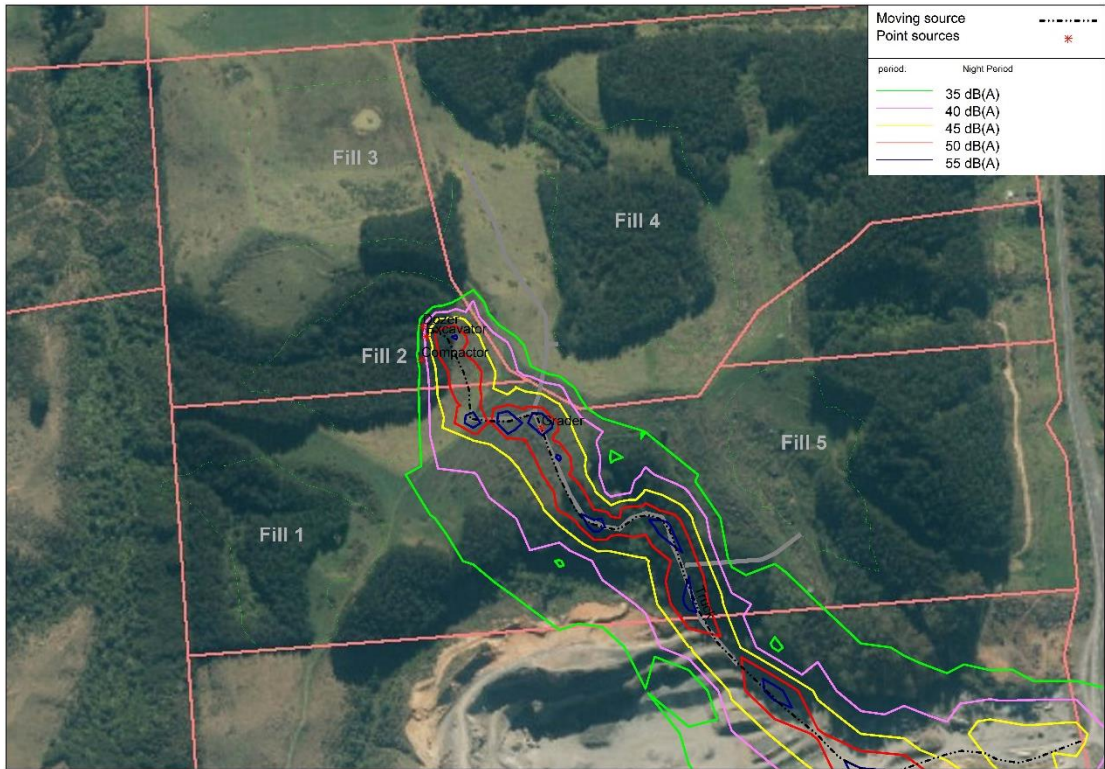 Moving source
Point sources
period:
Night Period
35 dB(A)
40 dB(A)
45 dB(A)
50 dB(A)
55 dB(A)
Fill 3
Fill 4
Dozer
Excavator
Fill 2
Compactor
Grader
Fill 5
Fill 1